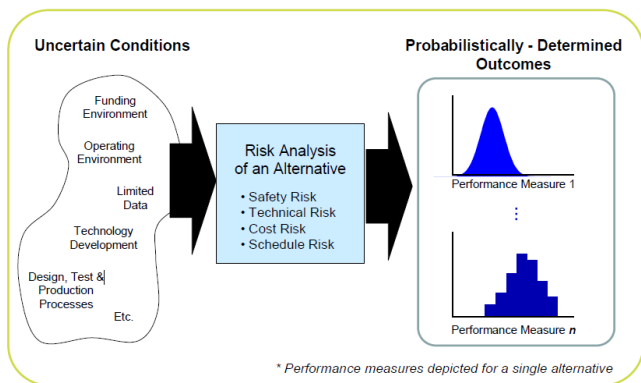 Uncertain Conditions
Funding
Environment
Operating
Environment
Limited
Data
Technology
Development
Design, Test &
Production
Processes
Etc.
Risk Analysis
of an Alternative
• Safety Risk
• Technical Risk
• Cost Risk
• Schedule Risk
Probabilistically - Determined
Outcomes
Performance Measure 1
Performance Measure n
* Performance measures depicted for a single alternative